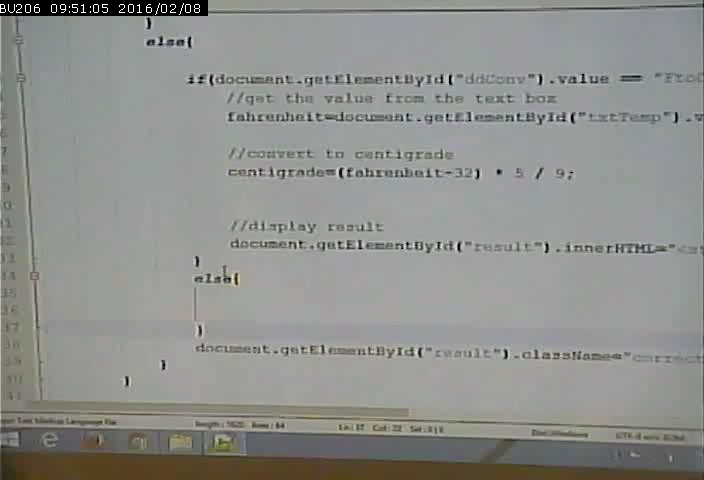 BU206 09:51:05 2016/02/08
}
else{
if(document.getElementById("ddConv").value == "FtoC
//get the value from the text box
fahrenheit=document.getElementById("txtTemp").v
//convert to centigrade
centigrade=(fahrenheit-32) * 5 / 9;
//display result
document.getElementById("result").innerHTML="<st
}
else{
}
document.getElementById("result").className="correct
}
}